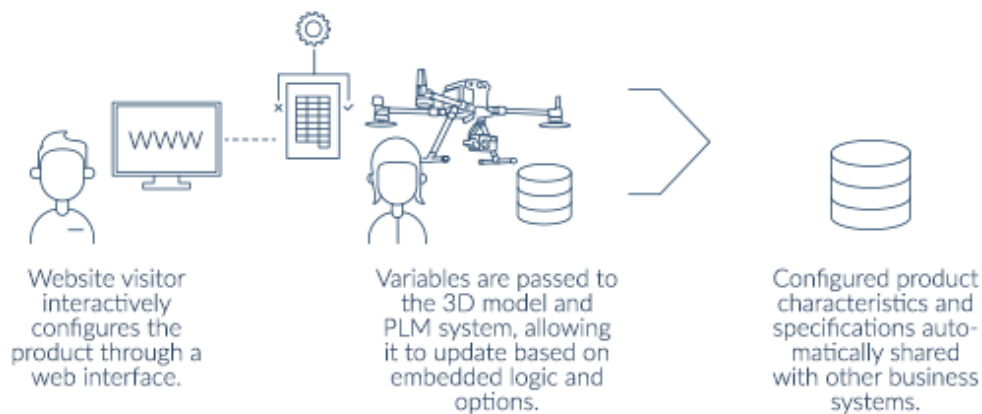 WWW
Website visitor
interactively
configures the
product through a
web interface.
Variables are passed to
the 3D model and
PLM system, allowing
it to update based on
embedded logic and
options.
Configured product
characteristics and
specifications auto-
matically shared
with other business
systems.